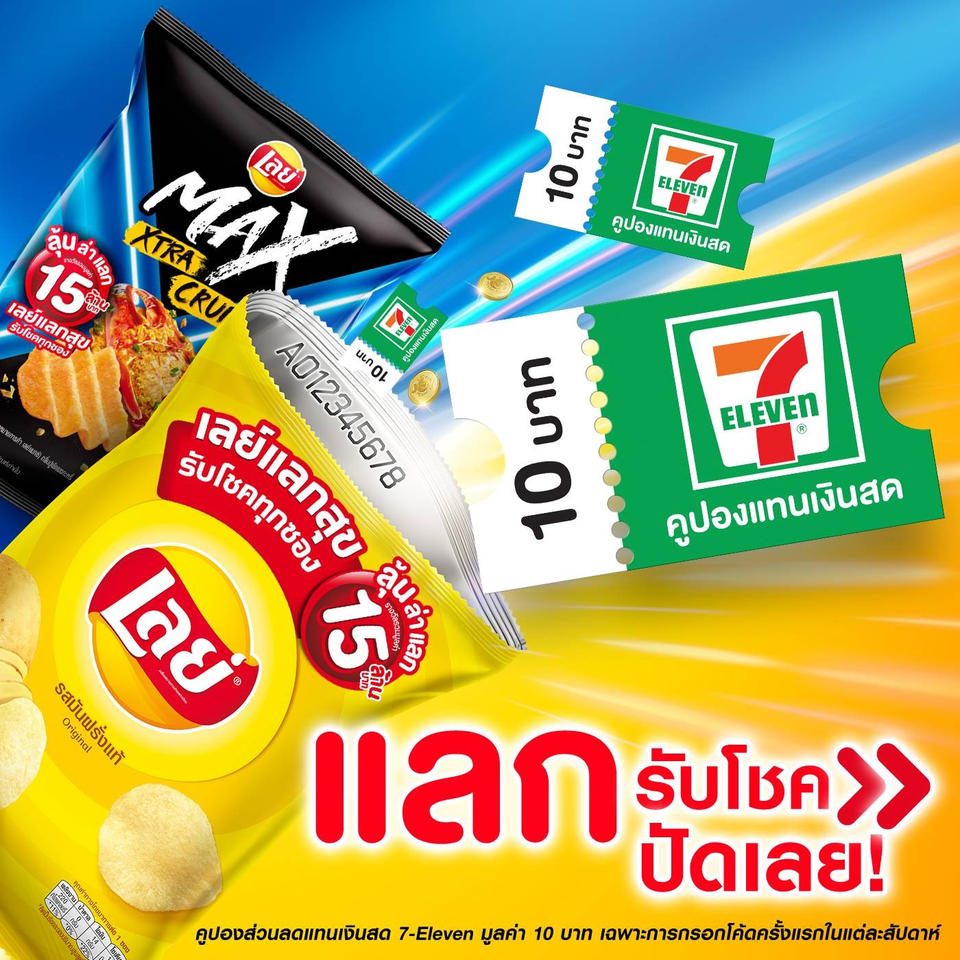 เลย์
MAX
XTRA
CRUN
ลุ้น ล่า แลก
15
ล้าน
บาท
เลย์แลกสุข
รับโชคทุกซอง
10 บาท
7
ELEVEN
คูปองแทนเงินสด
10 บาท
ELEVEN
คูปองแทนเงินสด
10 บาท
7
ELEVEN
®
คูปองแทนเงินสด
A012345678
เลย์แลกสุข
รับโชคทุกซอง
ลุ้น ล่า แลก
15
ล้าน
บาท
เลย์
®
รสมันฝรั่งแท้
Original
แลก
รับโชค
ปัดเลย!
คูปองส่วนลดแทนเงินสด 7-Eleven มูลค่า 10 บาท เฉพาะการกรอกโค้ดครั้งแรกในแต่ละสัปดาห์